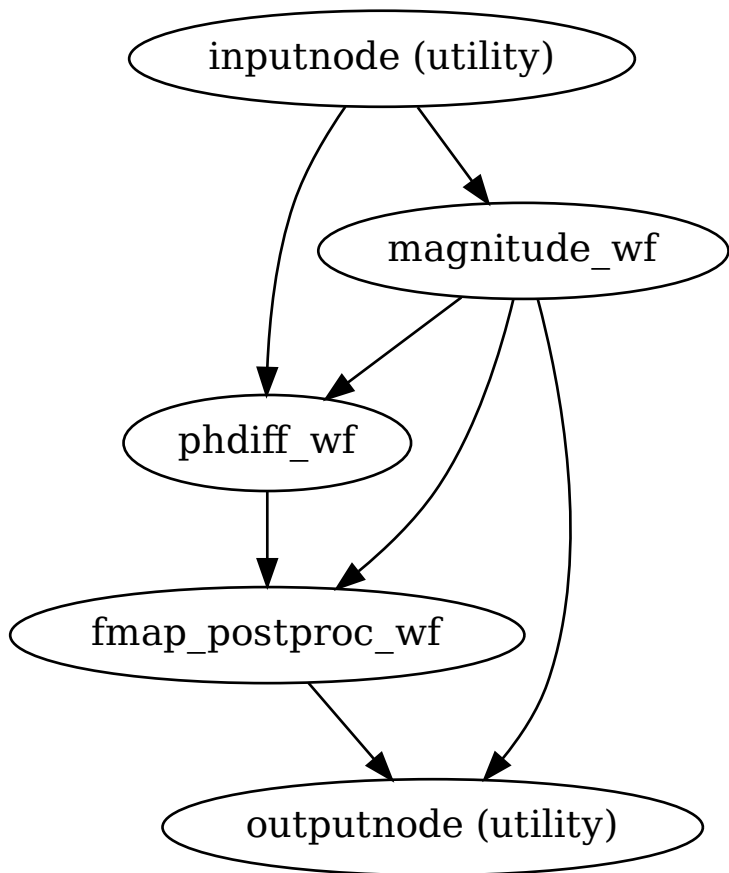 inputnode (utility)
magnitude_wf
phdiff_wf
fmap_postproc_wf
outputnode (utility)